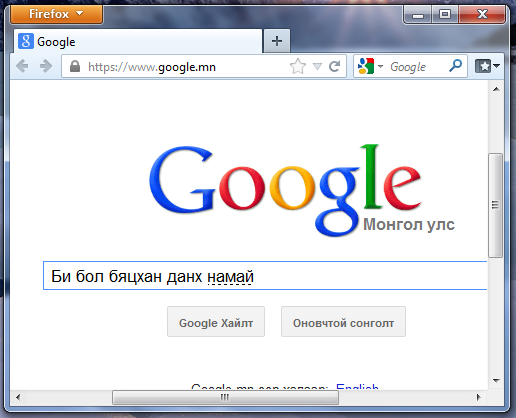 Firefox
Google
https://www.google.mn
Google
Google
Монгол улс
Би бол бяцхан данх намай
Google Хайлт
Оновчтой сонголт
Google.mn-ээр хэлээр: English